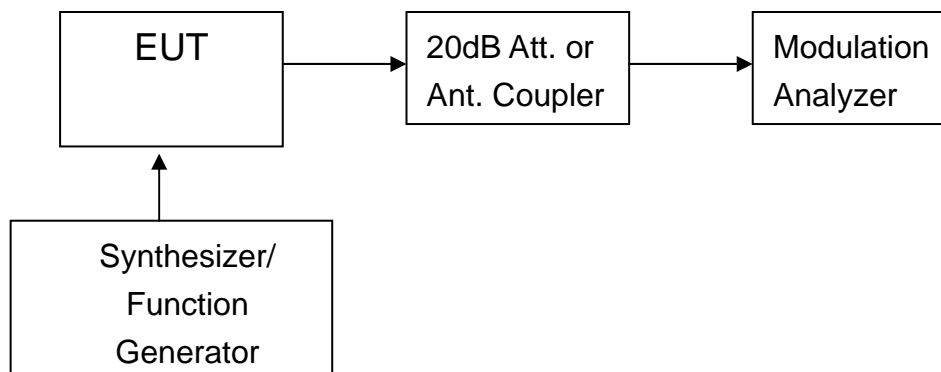 EUT
20dB Att. or
Ant. Coupler
Modulation
Analyzer
Synthesizer/
Function
Generator